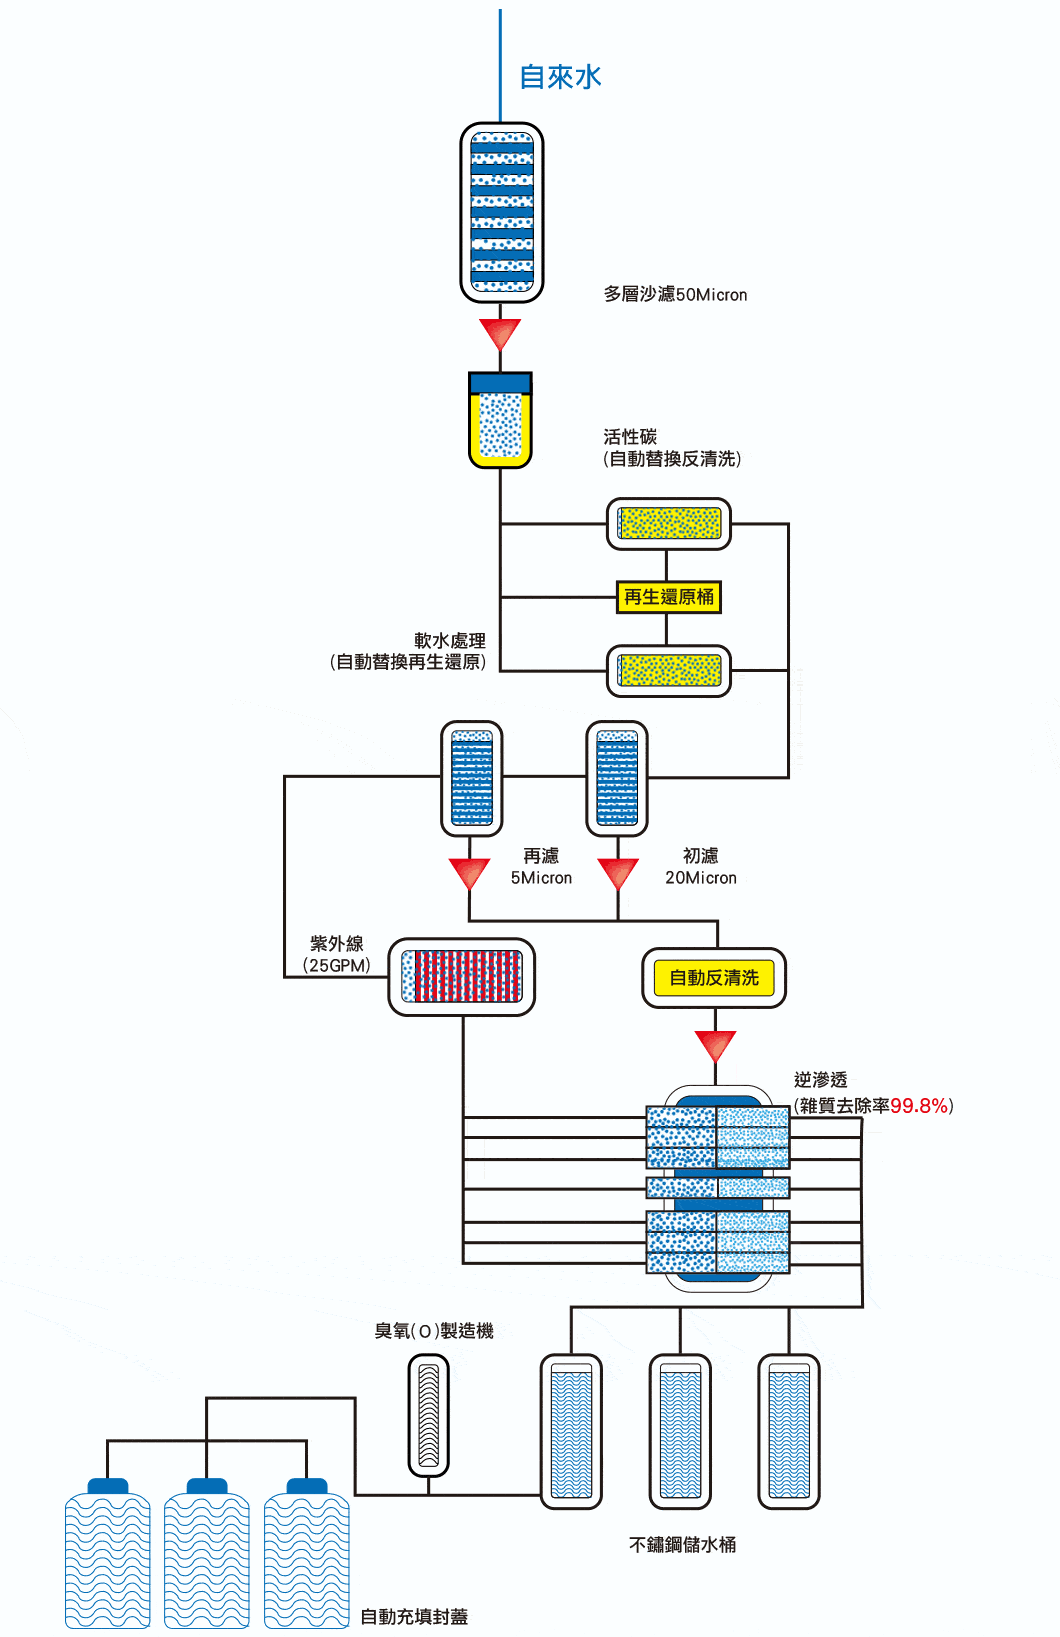 自來水
多層沙濾50Micron
活性碳
(自動替換反清洗)
再生還原桶
軟水處理
(自動替換再生還原)
再濾
5Micron
初濾
20Micron
紫外線
(25GPM)
自動反清洗
逆滲透
(雜質去除率99.8%)
臭氧(O)製造機
不鏽鋼儲水桶
自動充填封蓋